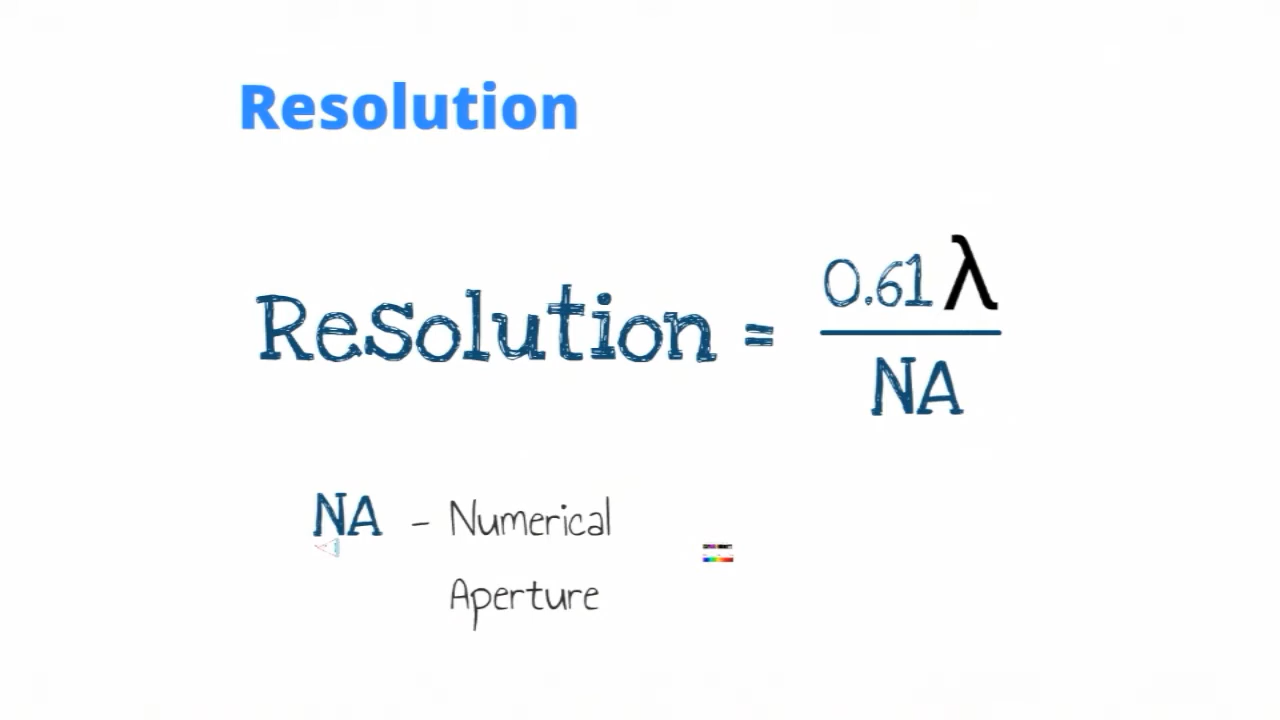 Resolution
Resolution = 0.61 λ
NA
NA - Numerical
Aperture